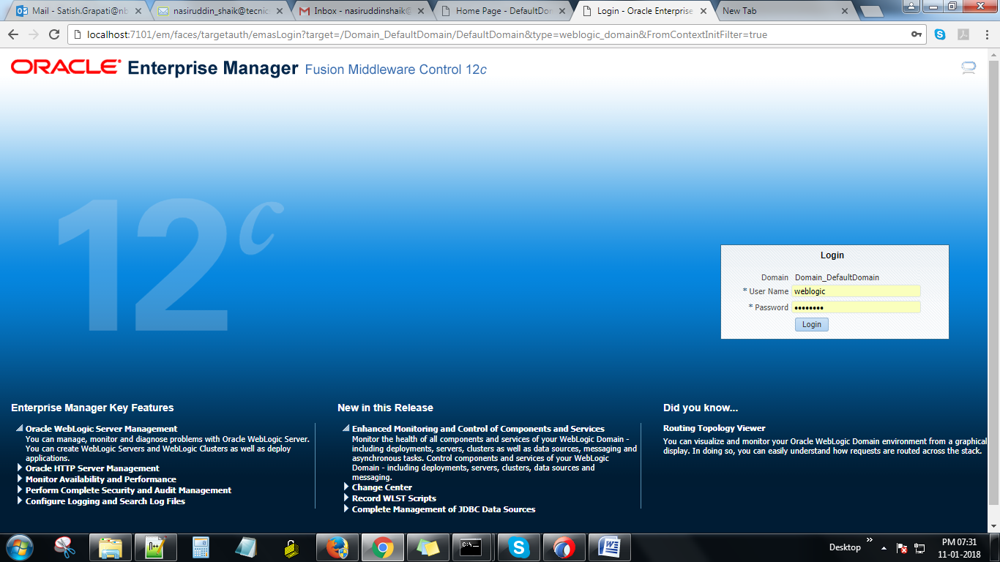 Mail - Satish.Grapati@nb
nasiruddin_shaik@tecnic
Inbox - nasiruddinshaik@
Home Page - DefaultDom
Login - Oracle Enterprise
New Tab
localhost:7101/em/faces/targetauth/emasLogin?target=/Domain_DefaultDomain/DefaultDomain&type=weblogic_domain&FromContextInitFilter=true
ORACLE® Enterprise Manager Fusion Middleware Control 12c
12c
Login
Domain Domain_DefaultDomain
* User Name weblogic
* Password ••••••••
Login
Enterprise Manager Key Features
Oracle WebLogic Server Management
You can manage, monitor and diagnose problems with Oracle WebLogic Server.
You can create WebLogic Servers and WebLogic Clusters as well as deploy
applications.
Oracle HTTP Server Management
Monitor Availability and Performance
Perform Complete Security and Audit Management
Configure Logging and Search Log Files
New in this Release
Enhanced Monitoring and Control of Components and Services
Monitor the health of all components and services of your WebLogic Domain -
including deployments, servers, clusters as well as data sources, messaging and
asynchronous tasks. Control components and services of your WebLogic
Domain - including deployments, servers, clusters, data sources and
messaging.
Change Center
Record WLST Scripts
Complete Management of JDBC Data Sources
Did you know...
Routing Topology Viewer
You can visualize and monitor your Oracle WebLogic Domain environment from a graphical
display. In doing so, you can easily understand how requests are routed across the stack.
Desktop
PM 07:31
11-01-2018